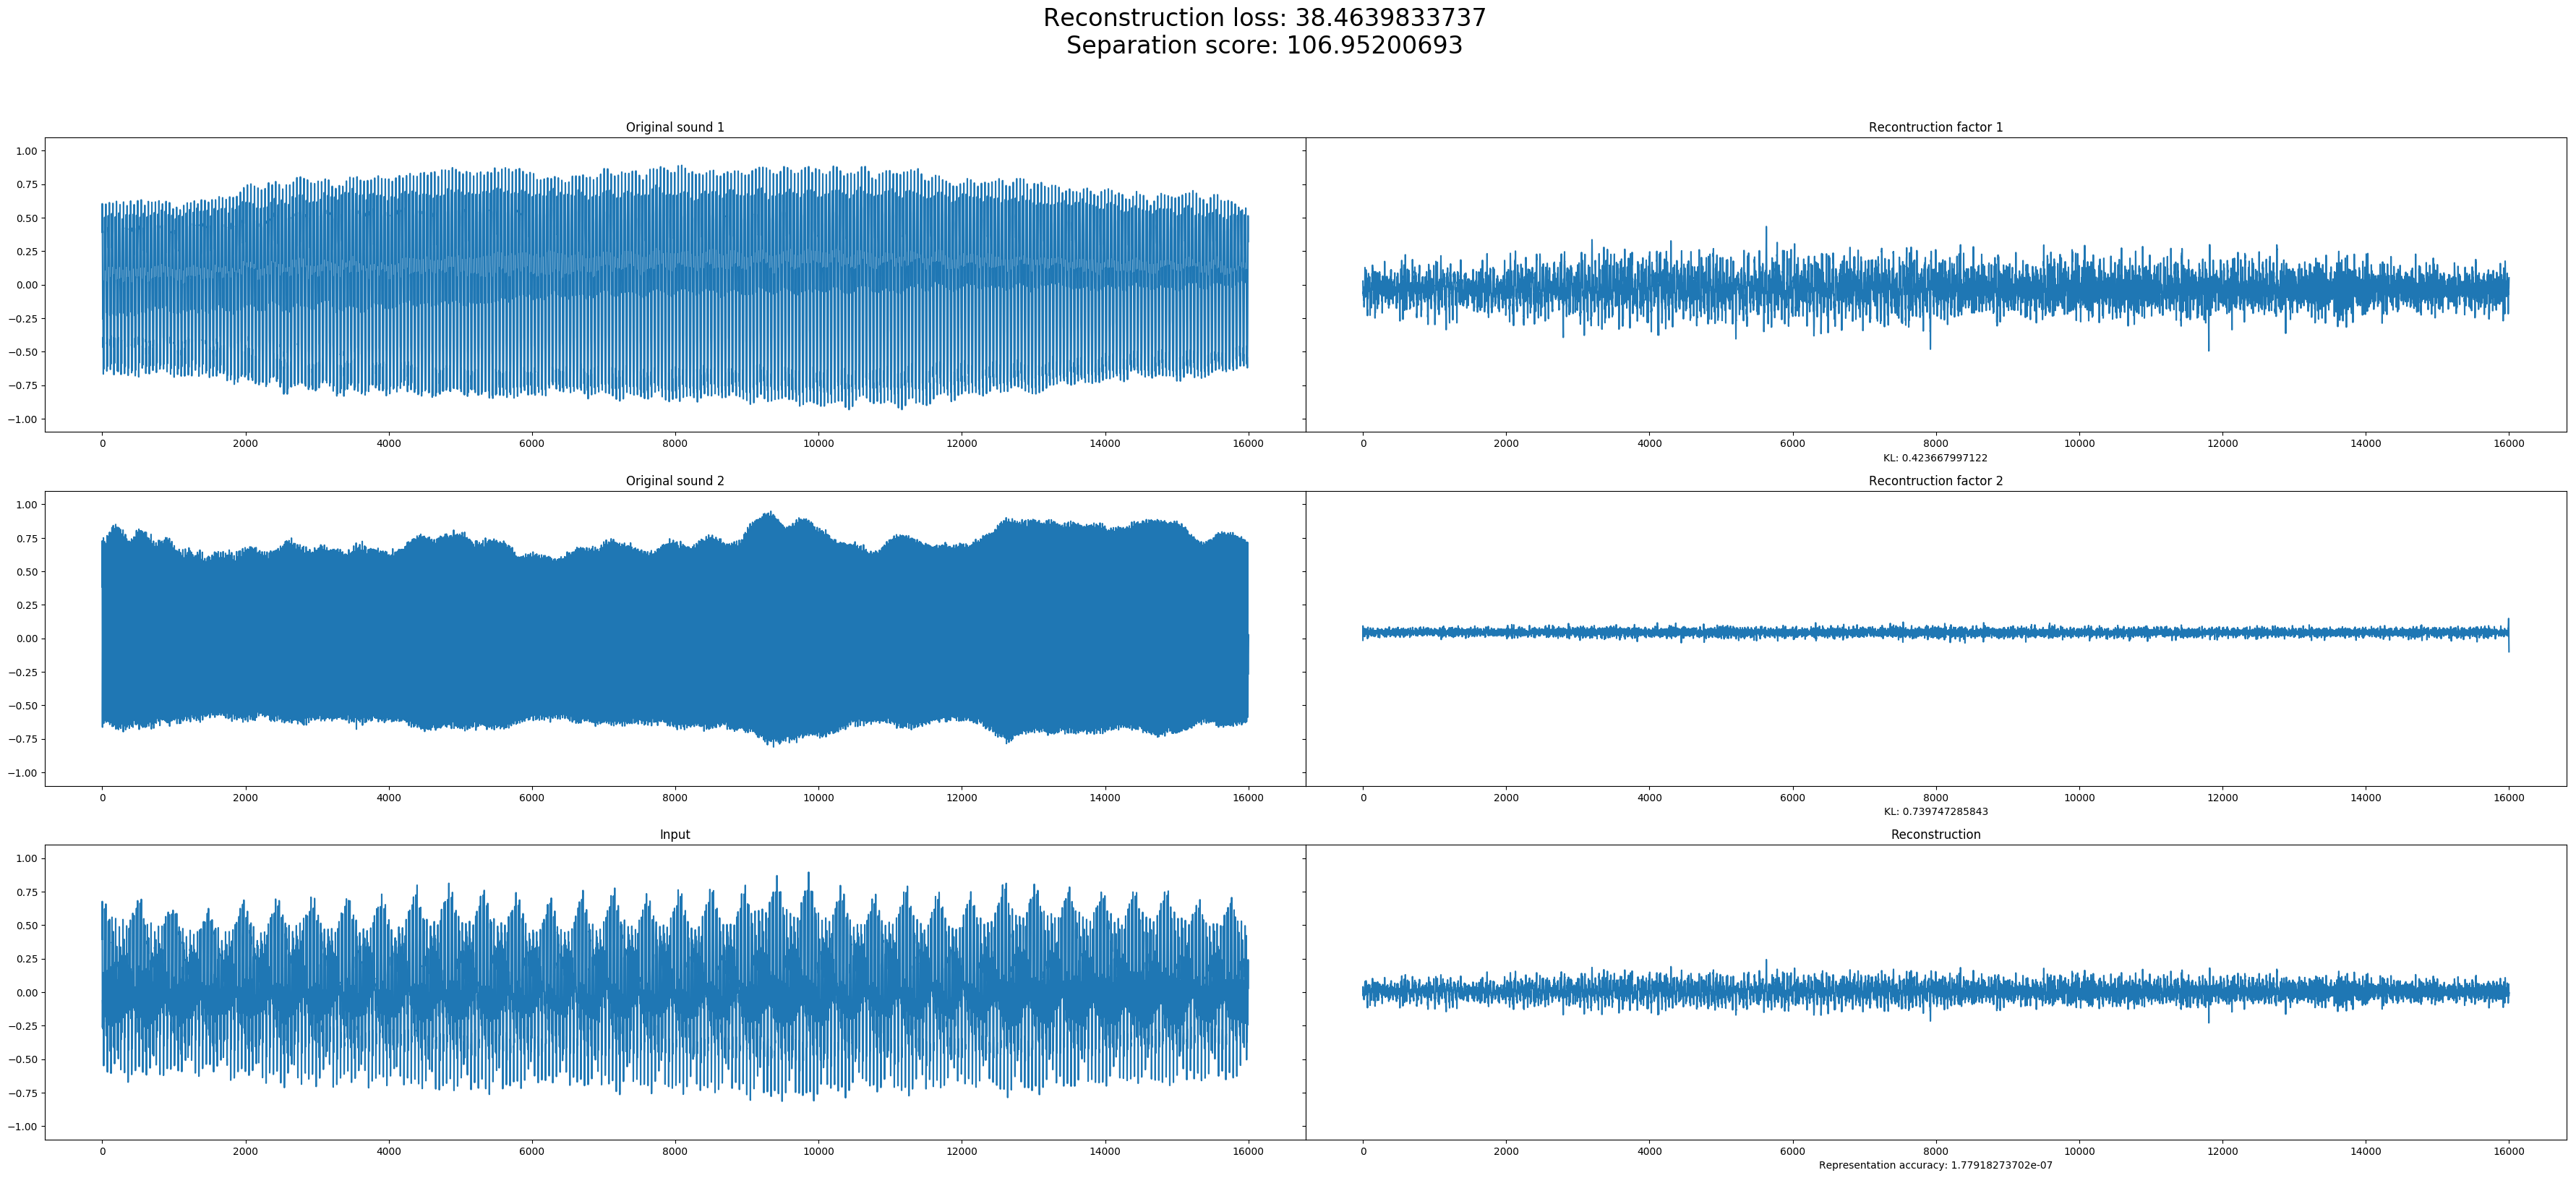 Reconstruction loss: 38.4639833737
Separation score: 106.95200693
Original sound 1
Recontruction factor 1
1.00
0.75
0.50
0.25
0.00
−0.25
−0.50
−0.75
−1.00
0 2000 4000 6000 8000 10000 12000 14000 16000
0 2000 4000 6000 8000 10000 12000 14000 16000
KL: 0.423667997122
Original sound 2
Recontruction factor 2
1.00
0.75
0.50
0.25
0.00
−0.25
−0.50
−0.75
−1.00
0 2000 4000 6000 8000 10000 12000 14000 16000
0 2000 4000 6000 8000 10000 12000 14000 16000
KL: 0.739747285843
Input
Reconstruction
1.00
0.75
0.50
0.25
0.00
−0.25
−0.50
−0.75
−1.00
0 2000 4000 6000 8000 10000 12000 14000 16000
0 2000 4000 6000 8000 10000 12000 14000 16000
Representation accuracy: 1.77918273702e-07